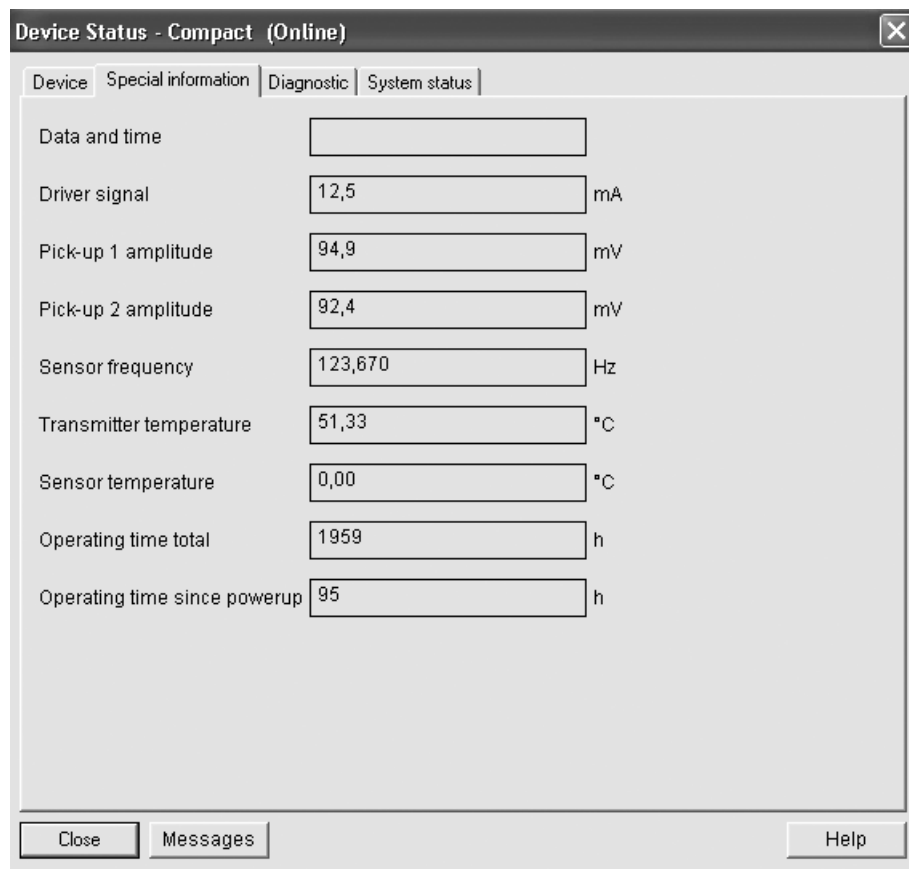 Device Status - Compact (Online)
Device Special information Diagnostic System status
Data and time
Driver signal 12,5 mA
Pick-up 1 amplitude 94,9 mV
Pick-up 2 amplitude 92,4 mV
Sensor frequency 123,670 Hz
Transmitter temperature 51,33 °C
Sensor temperature 0,00 °C
Operating time total 1959 h
Operating time since powerup 95 h
Close Messages Help